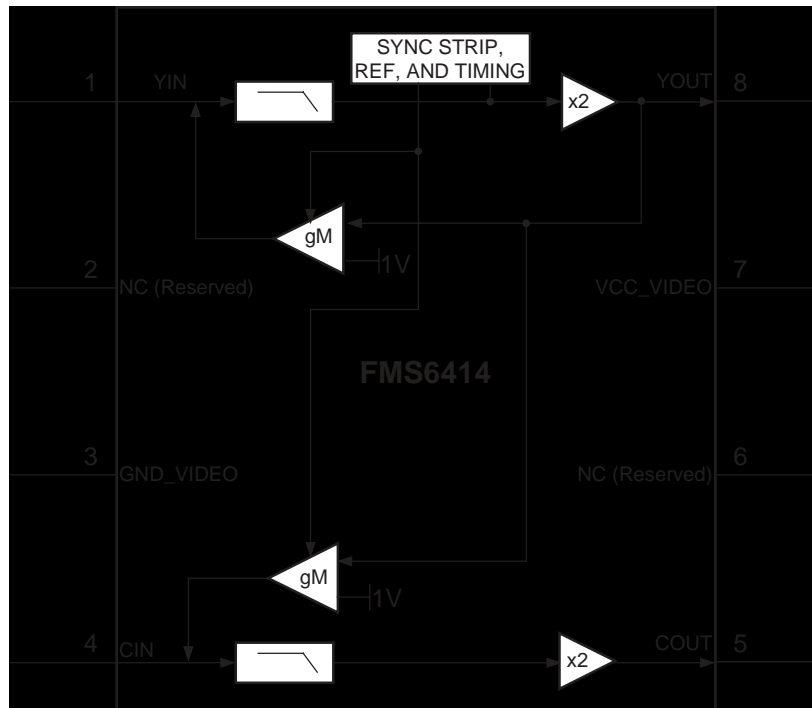 SYNC STRIP,
REF, AND TIMING
1
YIN
x2
YOUT
8
gM
1V
2
NC (Reserved)
VCC_VIDEO
7
FMS6414
3
GND_VIDEO
NC (Reserved)
6
gM
1V
4
CIN
x2
COUT
5